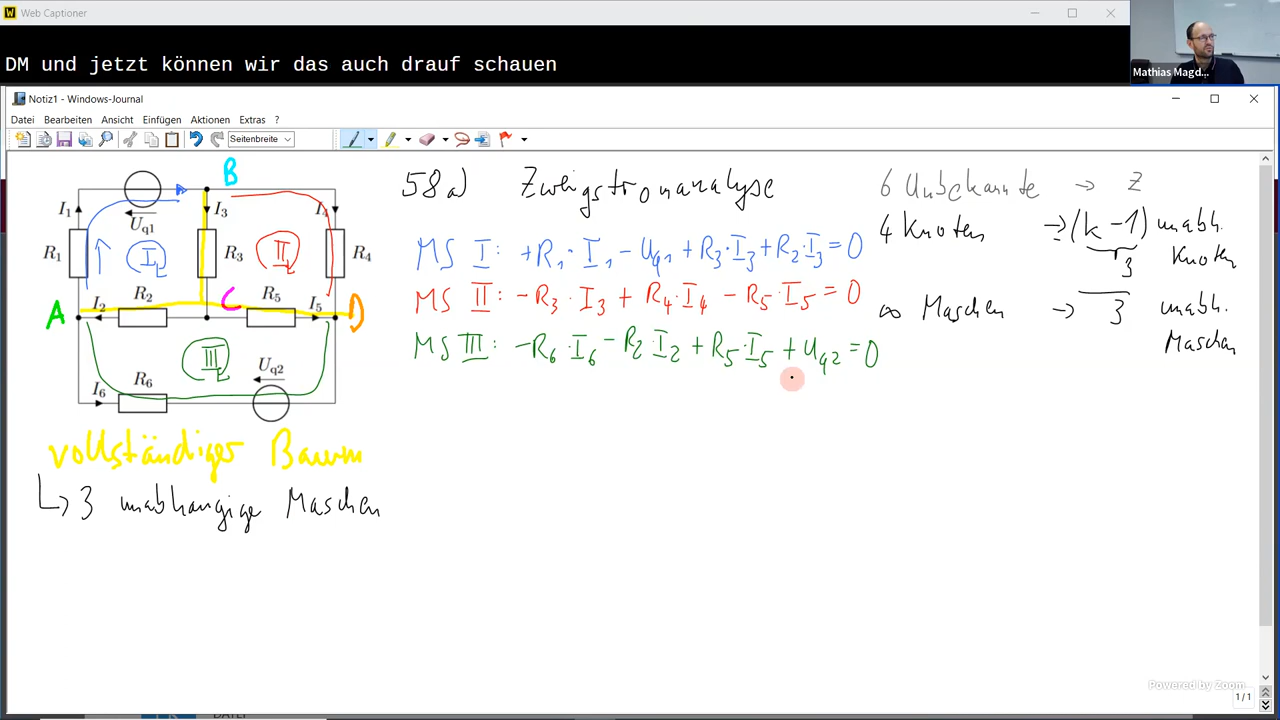 Web Captioner
DM und jetzt können wir das auch drauf schauen
Mathias Magd...
Notiz1 - Windows-Journal
Datei Bearbeiten Ansicht Einfügen Aktionen Extras ?
Seitenbreite
B
I1 Uq1 I3 I4
R1 I R3 II R4
A I2 R2 C R5 I5 D
III
I6 R6 Uq2
vollständiger Baum
↳ 3 unabhängige Maschen
58a) Zweigstromanalyse
MS I: +R1·I1 - Uq1 + R3·I3 + R2·I3 = 0
MS II: -R3·I3 + R4·I4 - R5·I5 = 0
MS III: -R6·I6 - R2 I2 + R5·I5 + Uq2 = 0
6 Unbekannte → Z
4 Knoten → (k-1) unabh. Knoten
3
∞ Maschen → 3 unabh. Maschen
Powered by Zoom
1/1
DATEI